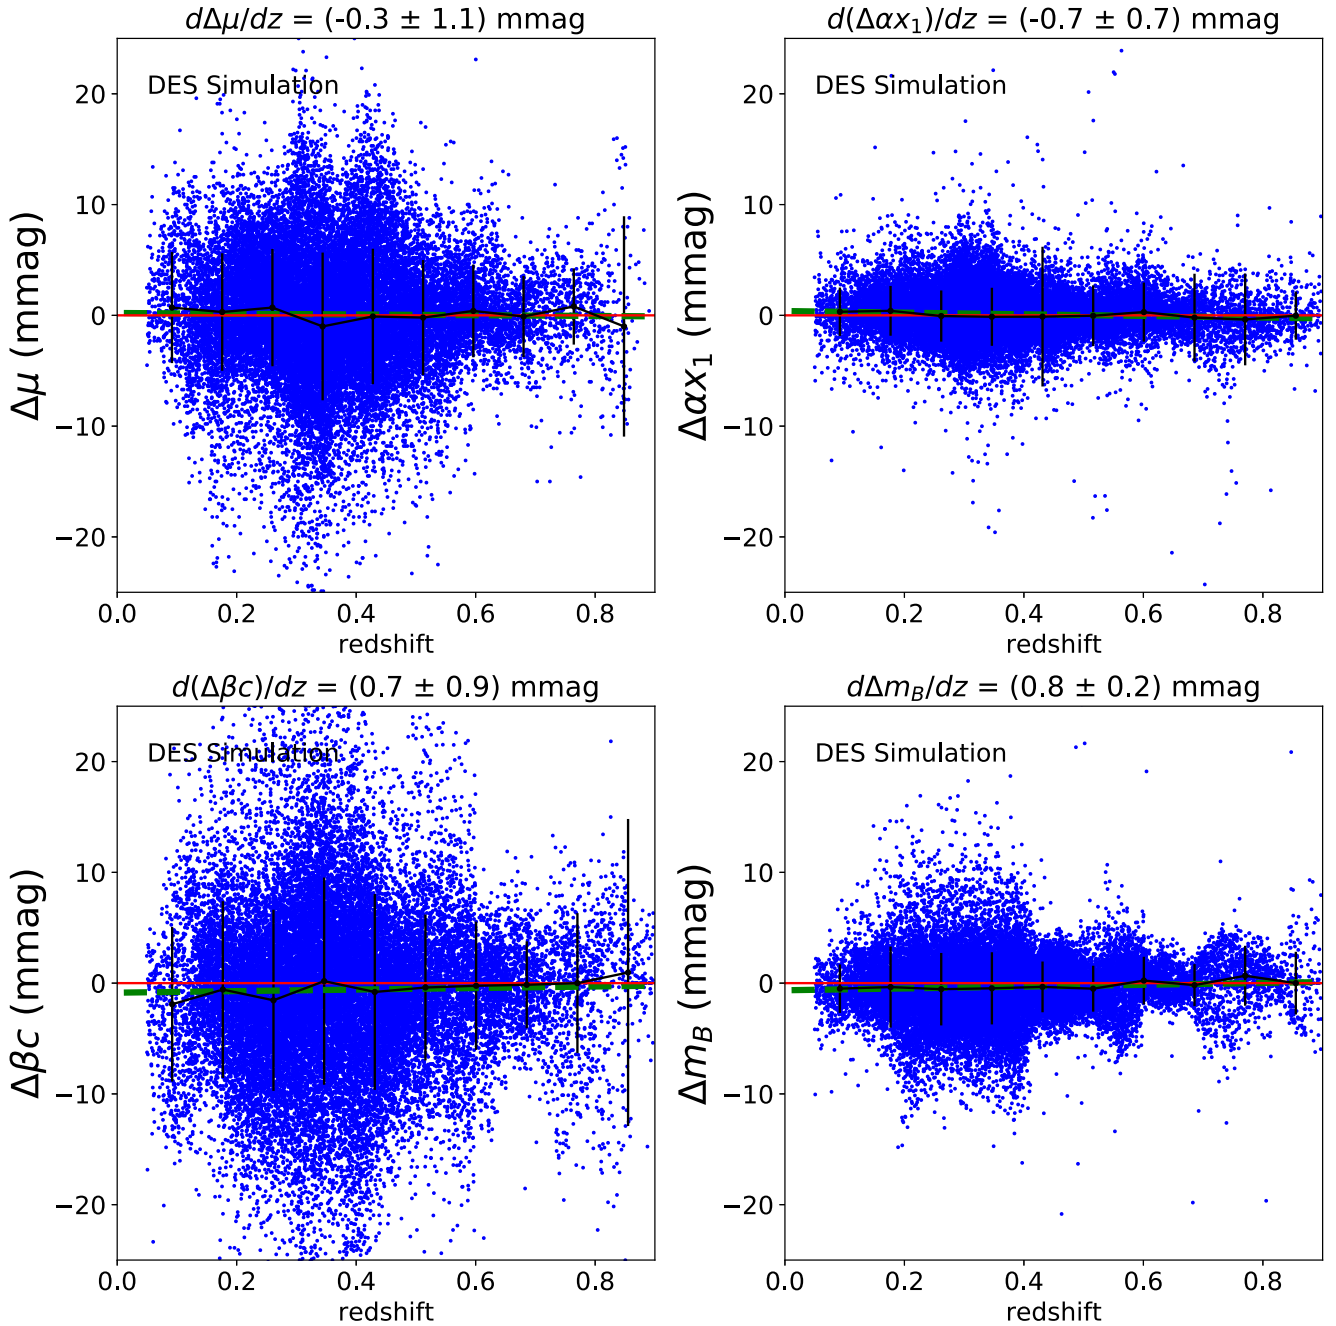 dΔμ/dz = (-0.3 ± 1.1) mmag
DES Simulation
Δμ (mmag)
20
10
0
−10
−20
0.0 0.2 0.4 0.6 0.8
redshift
d(Δαx₁)/dz = (-0.7 ± 0.7) mmag
DES Simulation
Δαx₁ (mmag)
20
10
0
−10
−20
0.0 0.2 0.4 0.6 0.8
redshift
d(Δβc)/dz = (0.7 ± 0.9) mmag
DES Simulation
Δβc (mmag)
20
10
0
−10
−20
0.0 0.2 0.4 0.6 0.8
redshift
dΔm_B/dz = (0.8 ± 0.2) mmag
DES Simulation
Δm_B (mmag)
20
10
0
−10
−20
0.0 0.2 0.4 0.6 0.8
redshift